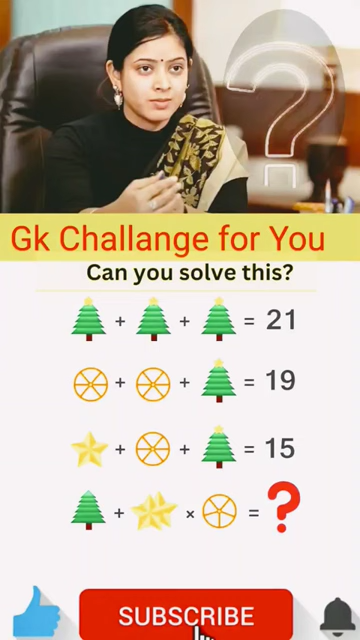 ?
Gk Challange for You
Can you solve this?
+ + = 21
+ + = 19
+ + = 15
+ × = ?
SUBSCRIBE